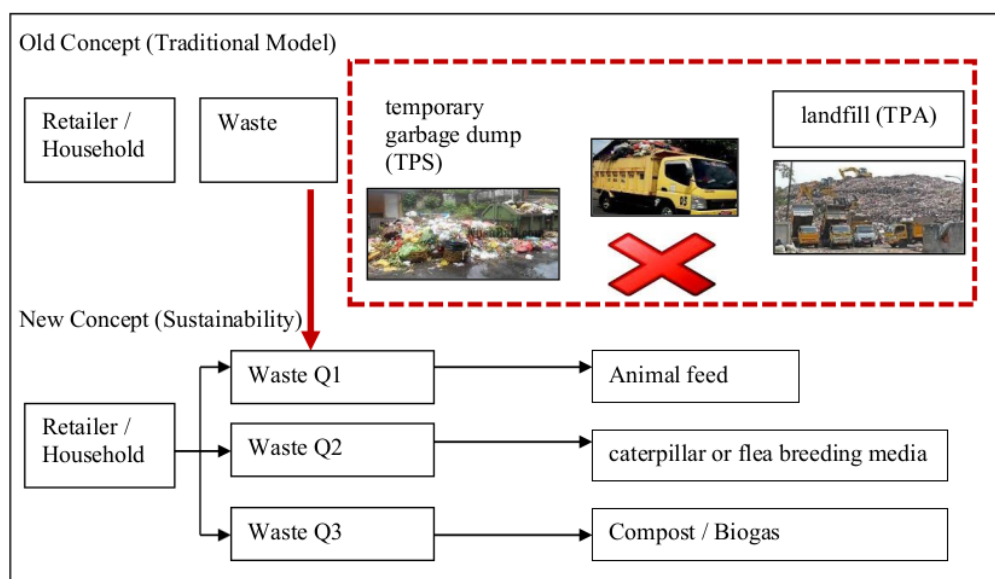 Old Concept (Traditional Model)
Retailer /
Household
Waste
temporary
garbage dump
(TPS)
landfill (TPA)
New Concept (Sustainability)
Retailer /
Household
Waste Q1
Animal feed
Waste Q2
caterpillar or flea breeding media
Waste Q3
Compost / Biogas